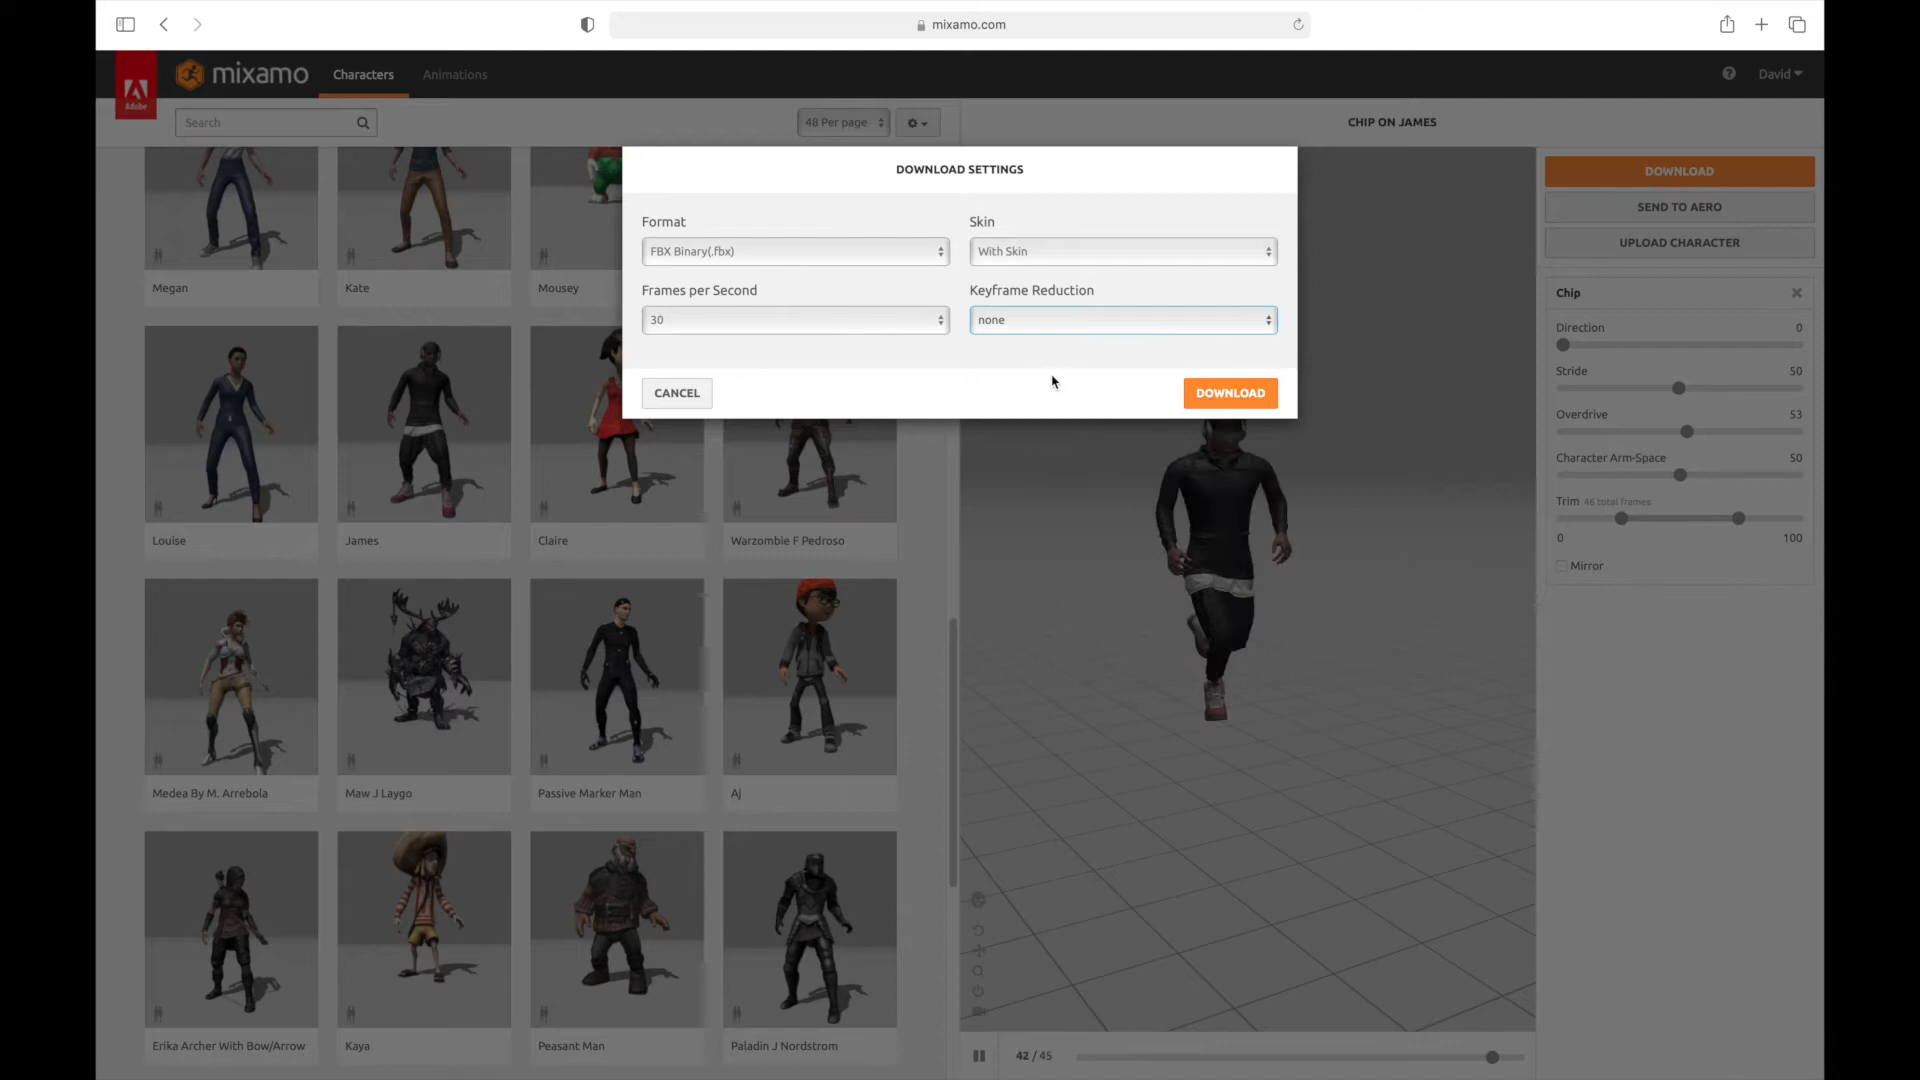 mixamo.com
Adobe
mixamo
Characters
Animations
David
Search
48 Per page
CHIP ON JAMES
DOWNLOAD SETTINGS
Format
Skin
FBX Binary(.fbx)
With Skin
Frames per Second
Keyframe Reduction
30
none
CANCEL
DOWNLOAD
DOWNLOAD
SEND TO AERO
UPLOAD CHARACTER
Chip
Direction 0
Stride 50
Overdrive 53
Character Arm-Space 50
Trim 46 total frames
0 100
Mirror
Megan
Kate
Mousey
Louise
James
Claire
Warzombie F Pedroso
Medea By M. Arrebola
Maw J Laygo
Passive Marker Man
Aj
Erika Archer With Bow/Arrow
Kaya
Peasant Man
Paladin J Nordstrom
42 / 45